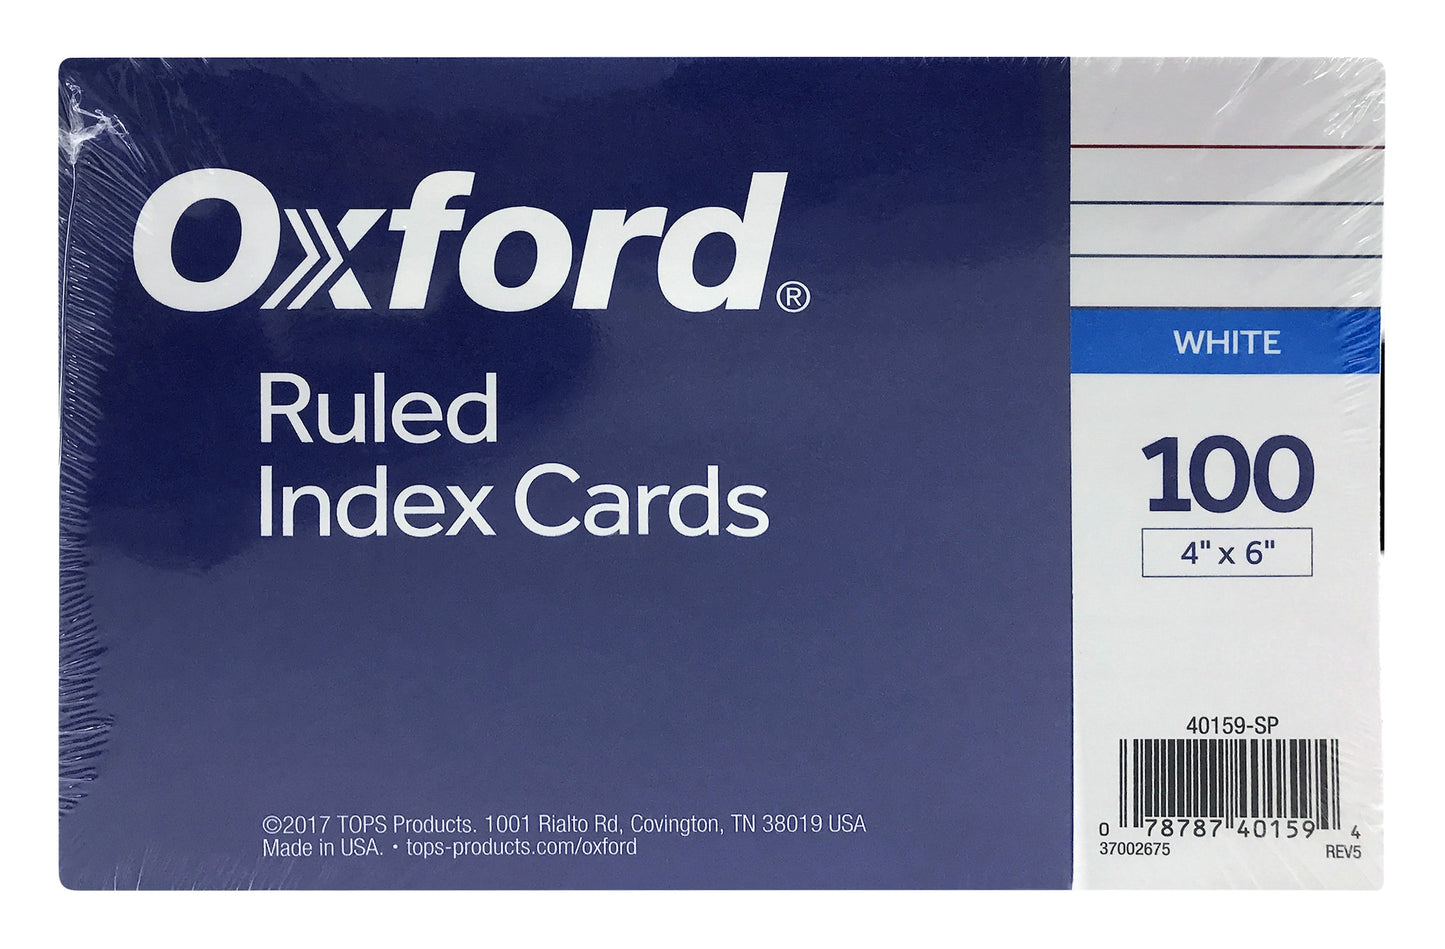 Oxford®
Ruled
Index Cards
WHITE
100
4" x 6"
40159-SP
0 78787 40159 4
37002675 REV5
©2017 TOPS Products. 1001 Rialto Rd, Covington, TN 38019 USA
Made in USA. • tops-products.com/oxford